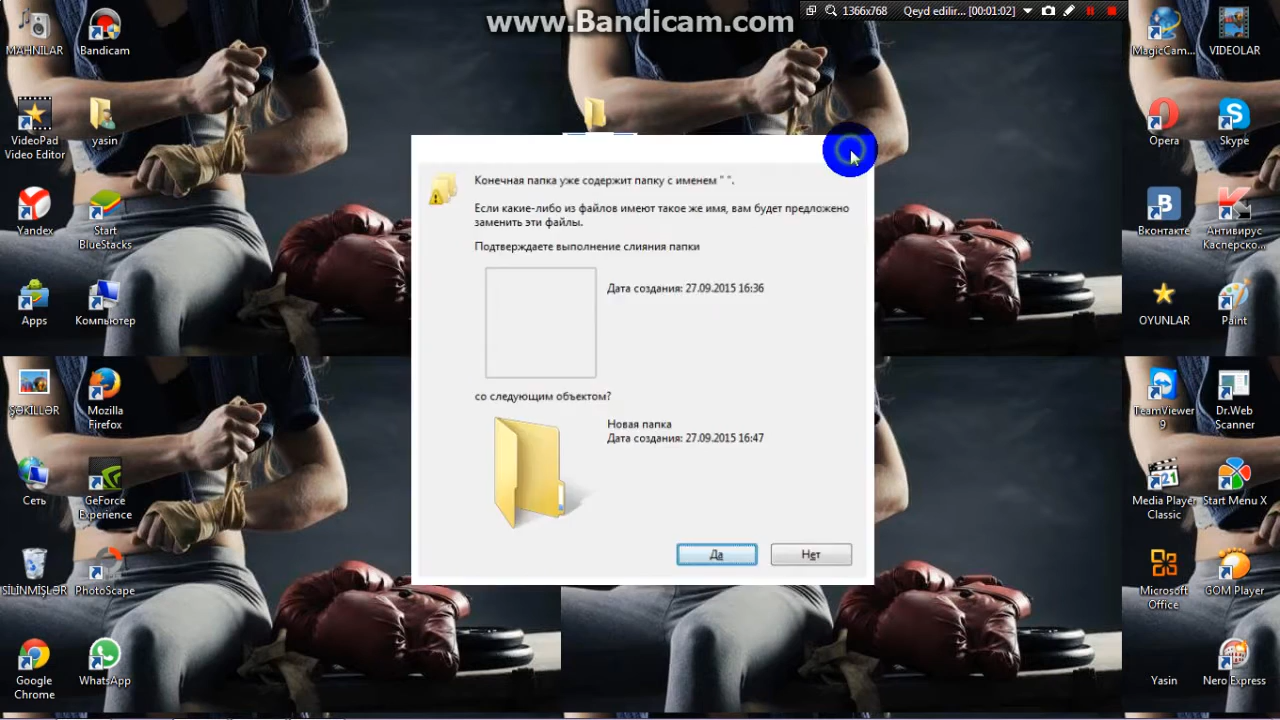 www.Bandicam.com
1366x768 Qeyd edilir... [00:01:02]
MAHNILAR
Bandicam
MagicCam...
VIDEOLAR
VideoPad
Video Editor
yasin
Opera
Skype
Yandex
Start
BlueStacks
Вконтакте
Антивирус
Касперско...
Apps
Компьютер
OYUNLAR
Paint
ŞƏKİLLƏR
Mozilla
Firefox
TeamViewer
9
Dr.Web
Scanner
Сеть
GeForce
Experience
Media Player
Classic
Start Menu X
SİLİNMİŞLƏR
PhotoScape
Microsoft
Office
GOM Player
Google
Chrome
WhatsApp
Yasin
Nero Express
Конечная папка уже содержит папку с именем " ".
Если какие-либо из файлов имеют такое же имя, вам будет предложено
заменить эти файлы.
Подтверждаете выполнение слияния папки
Дата создания: 27.09.2015 16:36
со следующим объектом?
Новая папка
Дата создания: 27.09.2015 16:47
Да
Нет